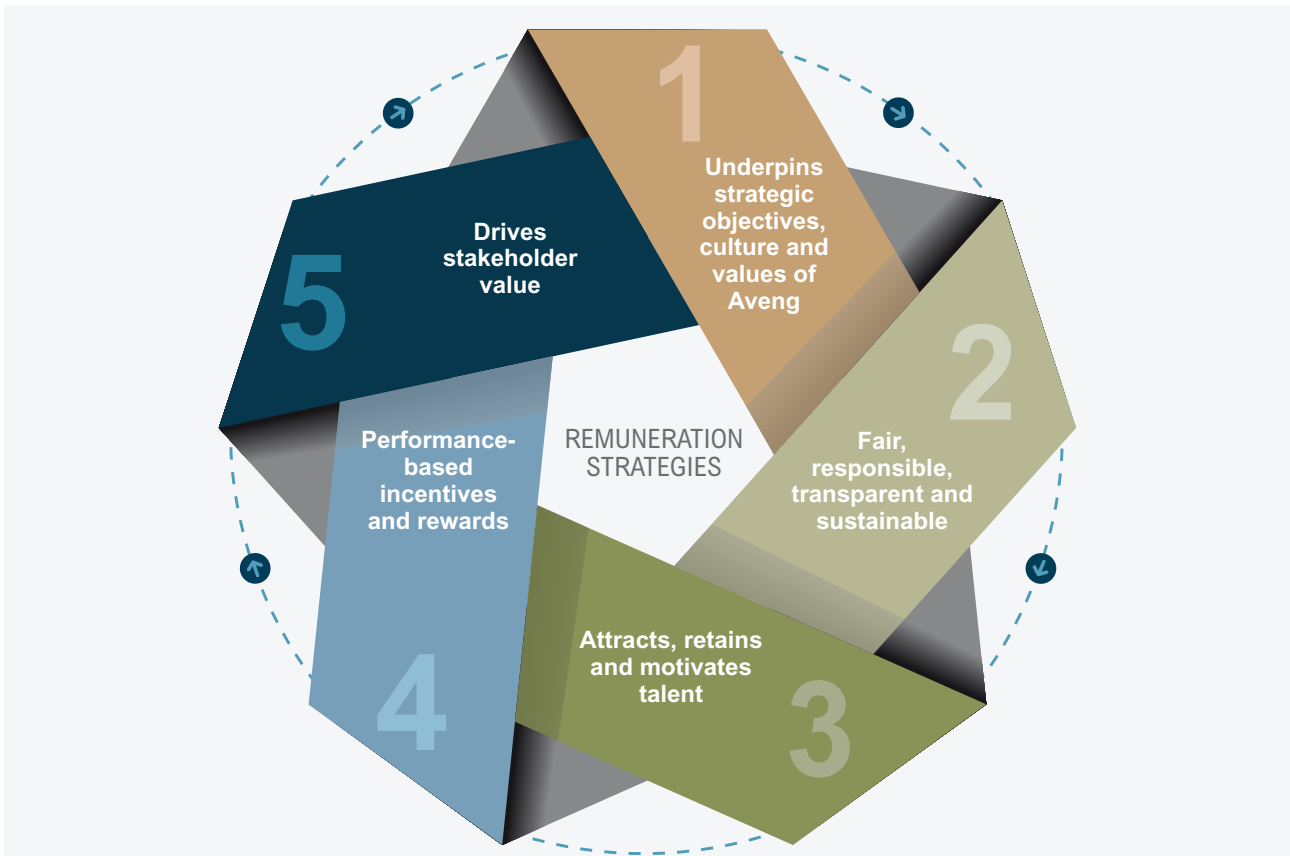 1
Underpins
strategic
objectives,
culture and
values of
Aveng
2
Fair,
responsible,
transparent and
sustainable
3
Attracts, retains
and motivates
talent
4
Performance-
based
incentives
and rewards
5
Drives
stakeholder
value
REMUNERATION
STRATEGIES